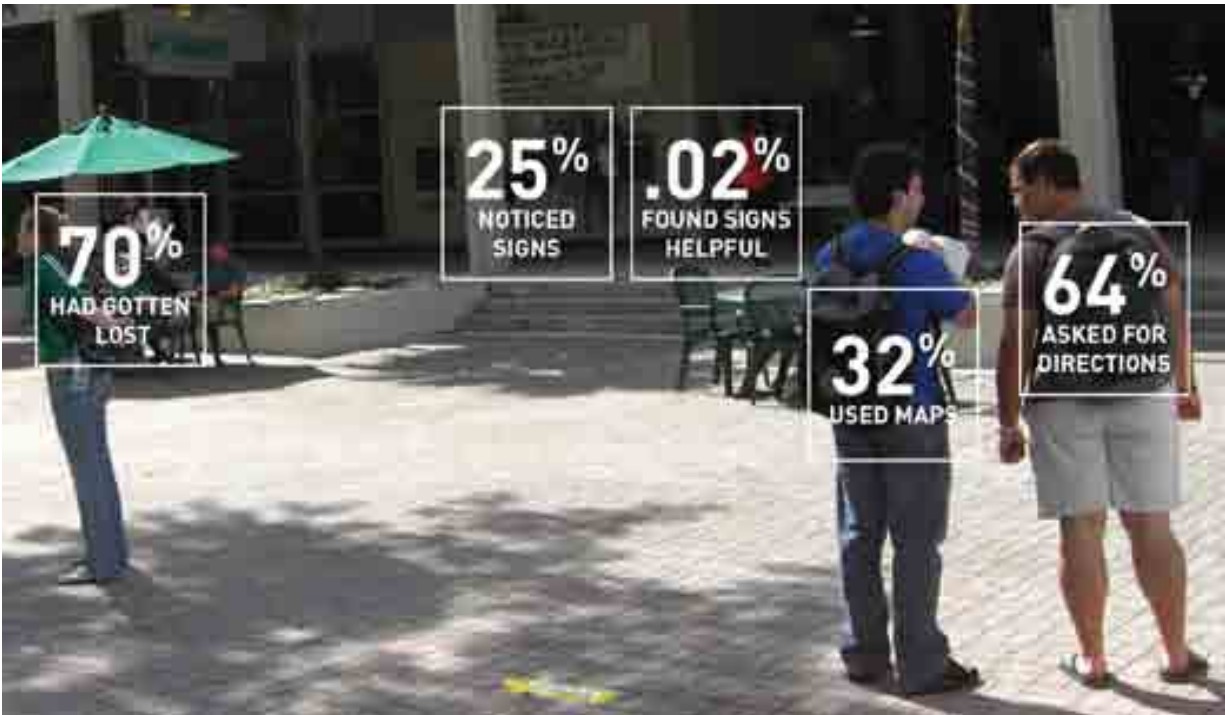 70%
HAD GOTTEN
LOST
25%
NOTICED
SIGNS
.02%
FOUND SIGNS
HELPFUL
32%
USED MAPS
64%
ASKED FOR
DIRECTIONS